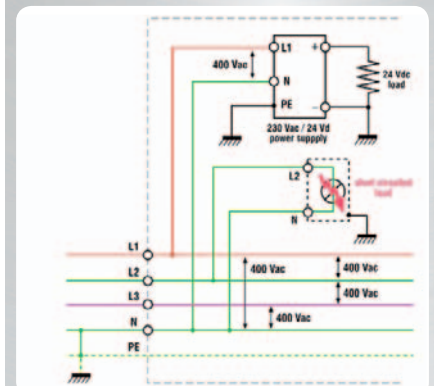 L1
+
400 Vac
N
24 Vdc
load
PE
−
230 Vac / 24 Vd
power suppply
L2
short circuited
load
N
L1
L2
400 Vac
400 Vac
L3
400 Vac
N
400 Vac
PE